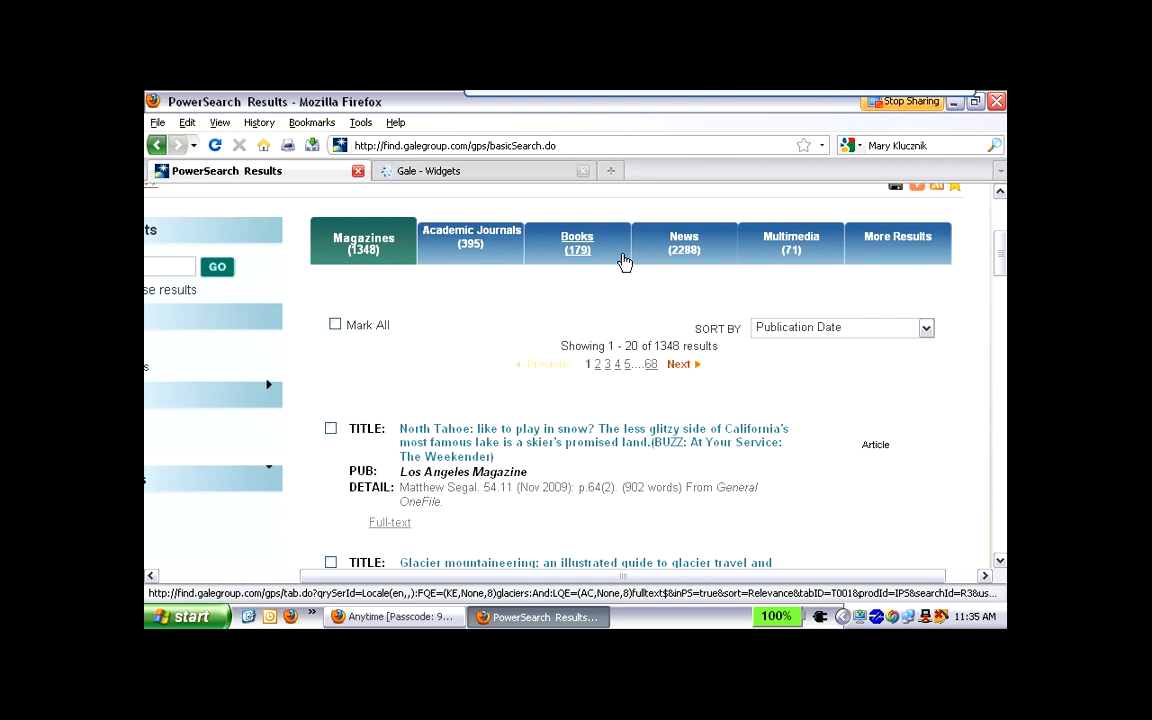 PowerSearch Results - Mozilla Firefox
Stop Sharing
File Edit View History Bookmarks Tools Help
http://find.galegroup.com/gps/basicSearch.do
Mary Klucznik
PowerSearch Results
Gale - Widgets
ts
Magazines
(1348)
Academic Journals
(395)
Books
(179)
News
(2288)
Multimedia
(71)
More Results
GO
se results
Mark All
SORT BY Publication Date
Showing 1 - 20 of 1348 results
Previous 1 2 3 4 5....68 Next
s
TITLE: North Tahoe: like to play in snow? The less glitzy side of California's
most famous lake is a skier's promised land.(BUZZ: At Your Service:
The Weekender)
Article
PUB: Los Angeles Magazine
DETAIL: Matthew Segal. 54.11 (Nov 2009): p.64(2). (902 words) From General
OneFile.
Full-text
TITLE: Glacier mountaineering: an illustrated guide to glacier travel and
http://find.galegroup.com/gps/tab.do?qrySerId=Locale(en,,):FQE=(KE,None,8)glaciers:And:LQE=(AC,None,8)fulltext$&inPS=true&sort=Relevance&tabID=T001&prodId=IPS&searchId=R3&us...
start
Anytime [Passcode: 9...
PowerSearch Results...
100%
11:35 AM